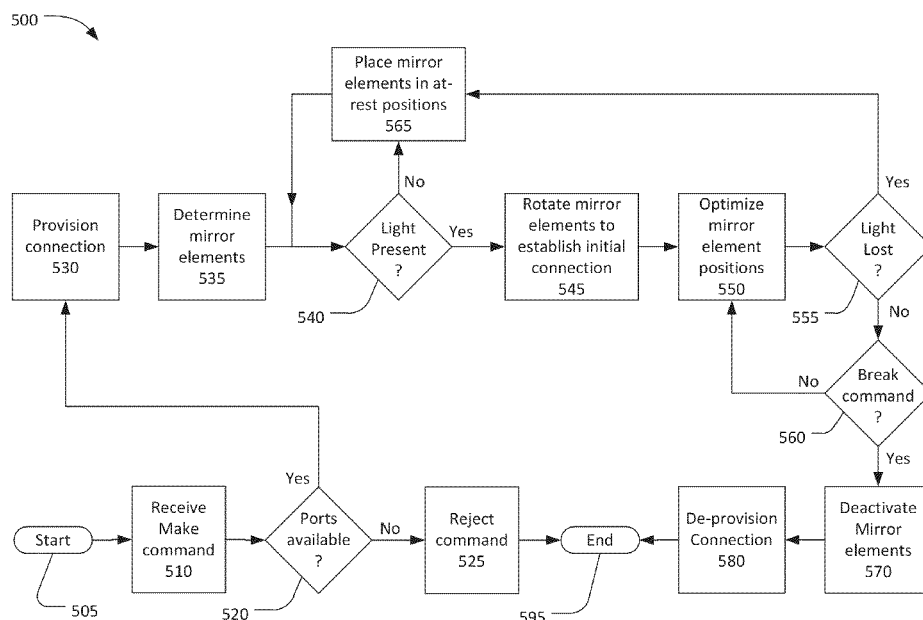 500
Place mirror
elements in at-
rest positions
565
No
Yes
Provision
connection
530
Determine
mirror
elements
535
Light
Present
?
540
Yes
Rotate mirror
elements to
establish initial
connection
545
Optimize
mirror
element
positions
550
Light
Lost
?
555
No
No
Break
command
?
560
Yes
Yes
Start
505
Receive
Make
command
510
Ports
available
?
520
No
Reject
command
525
End
595
De-provision
Connection
580
Deactivate
Mirror
elements
570